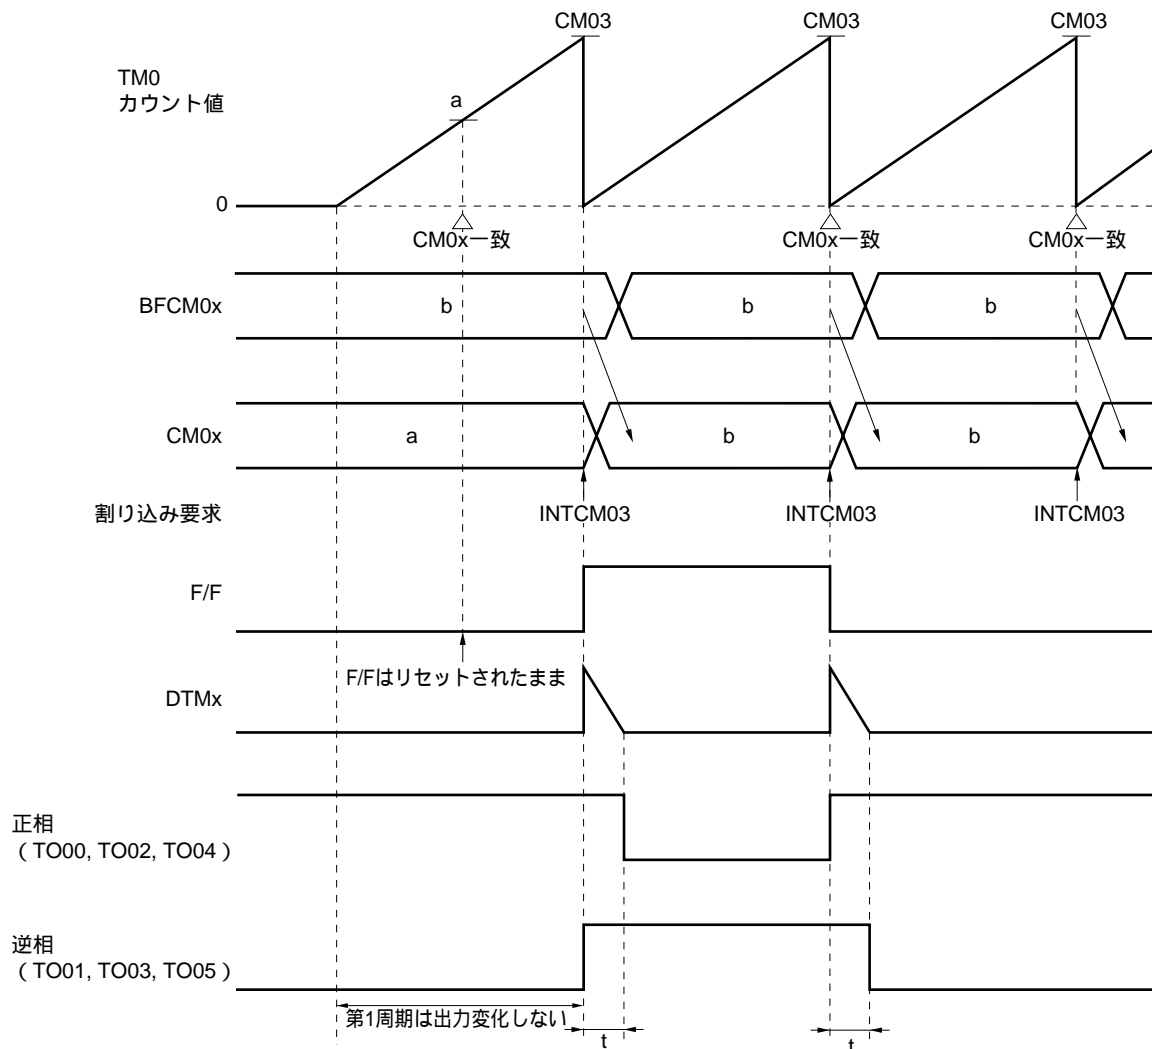 CM03 CM03 CM03
TM0
カウント値
a
0
CM0x一致 CM0x一致 CM0x一致
BFCM0x b b b
CM0x a b b
割り込み要求 INTCM03 INTCM03 INTCM03
F/F
F/Fはリセットされたまま
DTMx
正相
（TO00, TO02, TO04）
逆相
（TO01, TO03, TO05）
第1周期は出力変化しない
t t